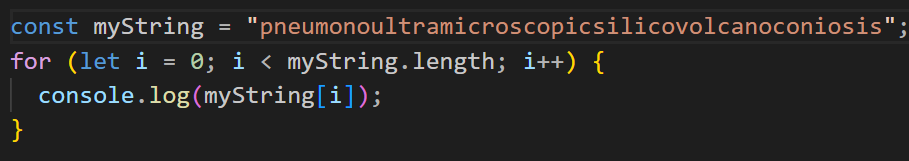 const myString = "pneumonoultramicroscopicsilicovolcanoconiosis";
for (let i = 0; i < myString.length; i++) {
  console.log(myString[i]);
}